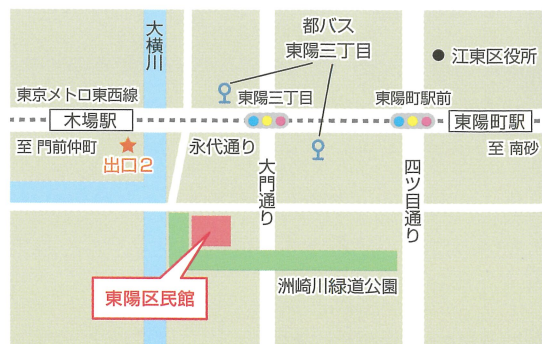 大横川
都バス
東陽三丁目
江東区役所
東京メトロ東西線
東陽三丁目
東陽町駅前
木場駅
東陽町駅
至 門前仲町
永代通り
至 南砂
出口2
大門通り
四ツ目通り
洲崎川緑道公園
東陽区民館